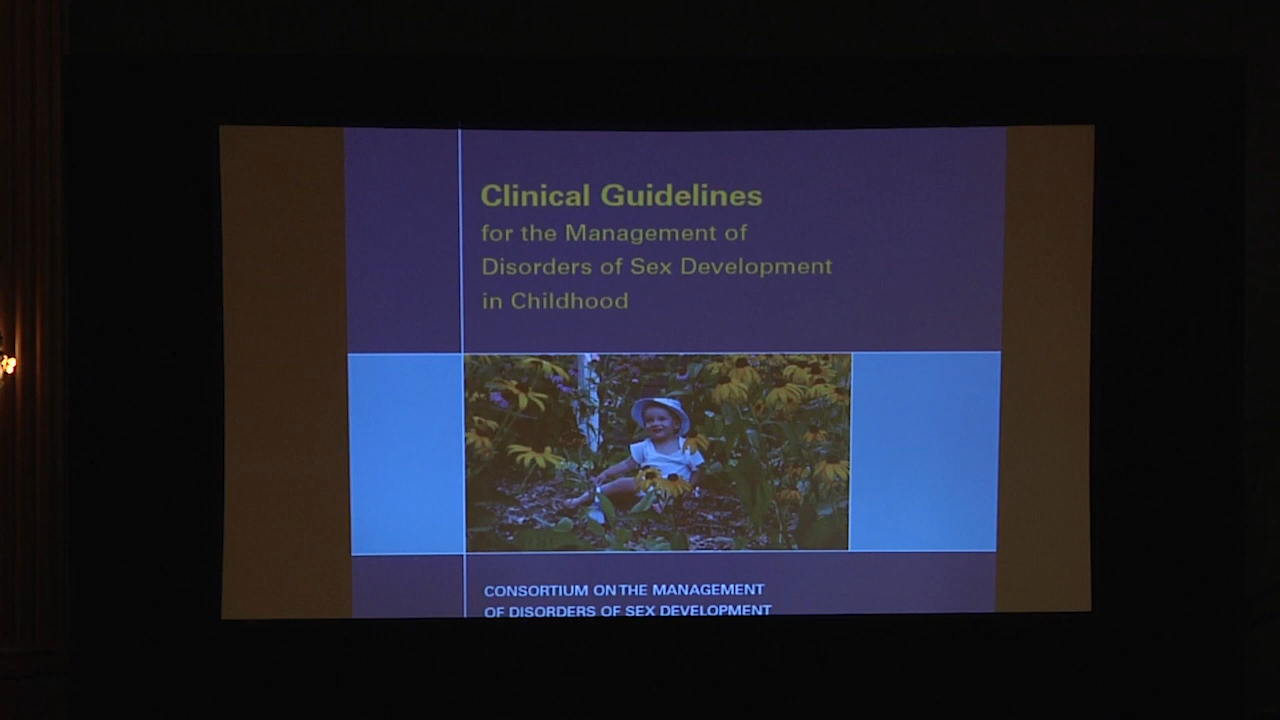 Clinical Guidelines
for the Management of
Disorders of Sex Development
in Childhood
CONSORTIUM ON THE MANAGEMENT
OF DISORDERS OF SEX DEVELOPMENT